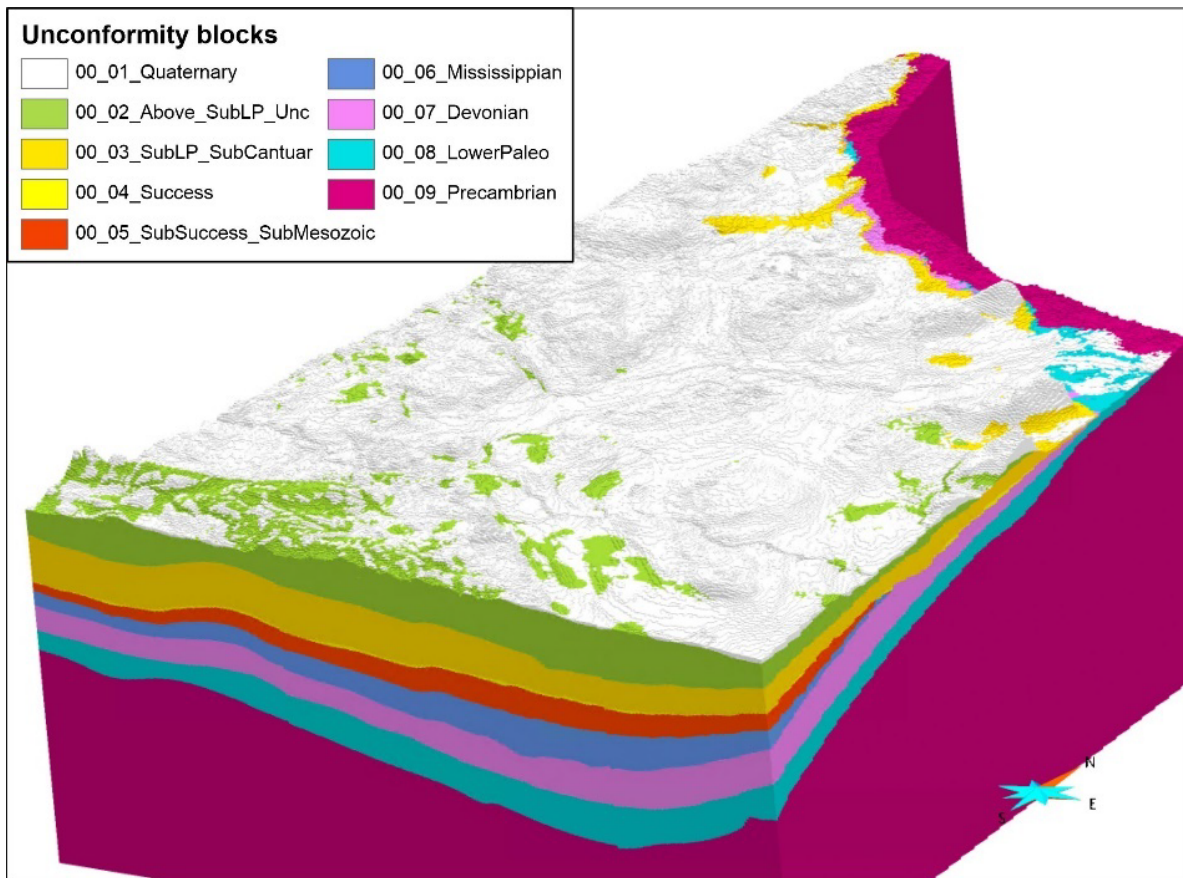 Unconformity blocks
00_01_Quaternary
00_02_Above_SubLP_Unc
00_03_SubLP_SubCantuar
00_04_Success
00_05_SubSuccess_SubMesozoic
00_06_Mississippian
00_07_Devonian
00_08_LowerPaleo
00_09_Precambrian
N
E
S